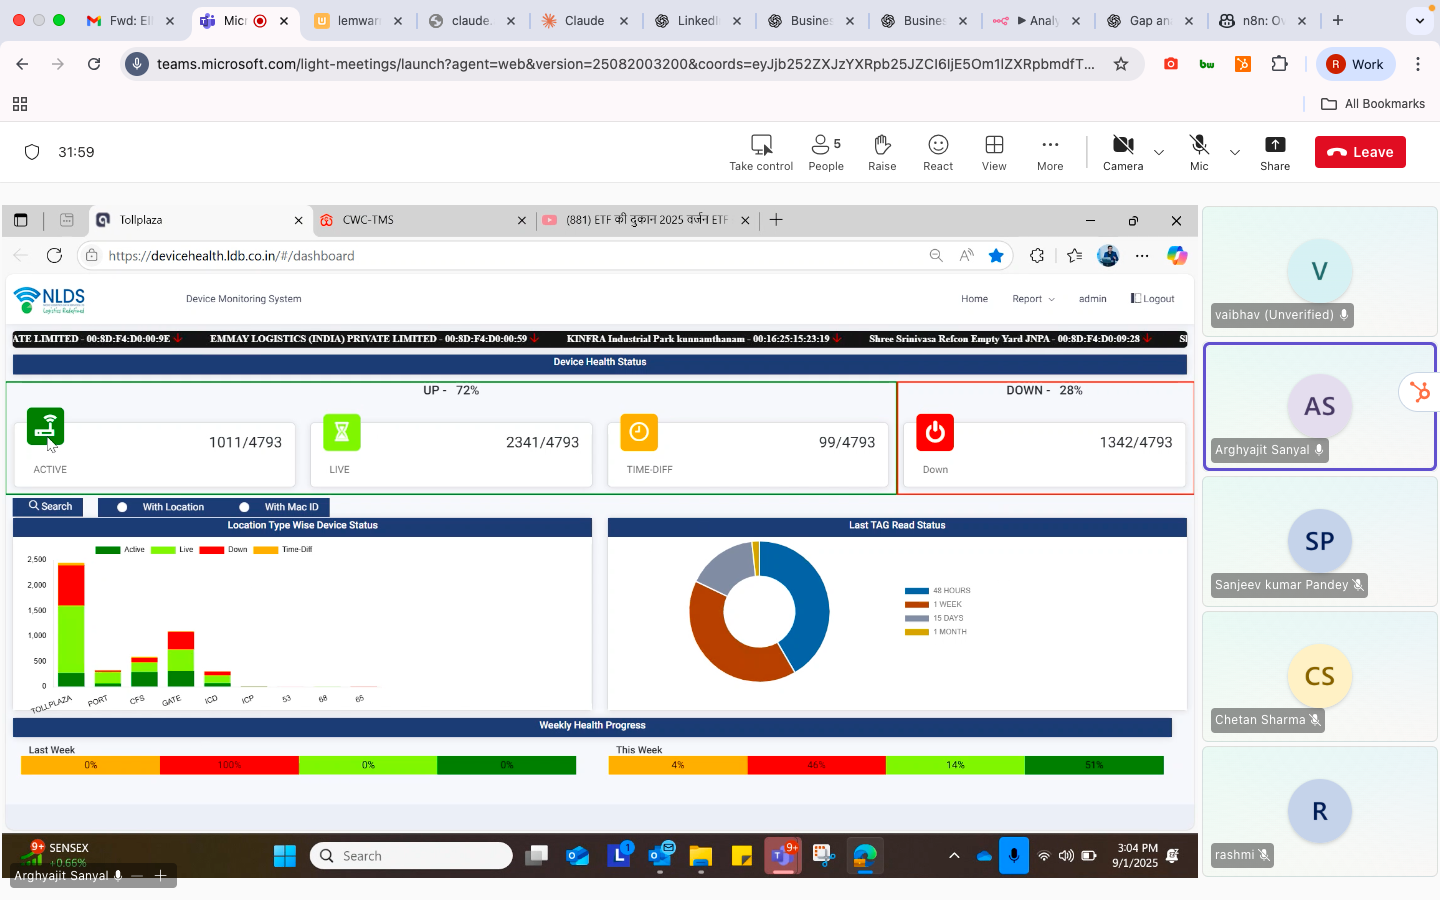 Fwd: El
Micr
lemwar
claude.
Claude
LinkedI
Busines
Busines
Analy
Gap and
n8n: Ov
teams.microsoft.com/light-meetings/launch?agent=web&version=25082003200&coords=eyJjb252ZXJzYXRpb25JZCI6IjE5Om1lZXRpbmdfT...
bw
R Work
All Bookmarks
31:59
Take control
5
People
Raise
React
View
More
Camera
Mic
Share
Leave
Tollplaza
CWC-TMS
(881) ETF की दुकान 2025 वर्जन ETF
https://devicehealth.ldb.co.in/#/dashboard
NLDS
Logistics Redefined
Device Monitoring System
Home
Report
admin
Logout
ATE LIMITED - 00:8D:F4:D0:00:9E
EMMAY LOGISTICS (INDIA) PRIVATE LIMITED - 00:8D:F4:D0:00:59
KINFRA Industrial Park kunnamthanam - 00:16:25:15:23:19
Shree Srinivasa Refcon Empty Yard JNPA - 00:8D:F4:D0:09:28
Device Health Status
UP - 72%
DOWN - 28%
1011/4793
ACTIVE
2341/4793
LIVE
99/4793
TIME-DIFF
1342/4793
Down
Search
With Location
With Mac ID
Location Type Wise Device Status
Active
Live
Down
Time-Diff
2,500
2,000
1,500
1,000
500
0
TOLLPLAZA
PORT
CFS
GATE
ICD
ICP
53
68
65
Last TAG Read Status
48 HOURS
1 WEEK
15 DAYS
1 MONTH
Weekly Health Progress
Last Week
0%
100%
0%
0%
This Week
4%
46%
14%
51%
9+
SENSEX
+0.66%
Search
L
1
9+
3:04 PM
9/1/2025
Arghyajit Sanyal
V
vaibhav (Unverified)
AS
Arghyajit Sanyal
SP
Sanjeev kumar Pandey
CS
Chetan Sharma
R
rashmi